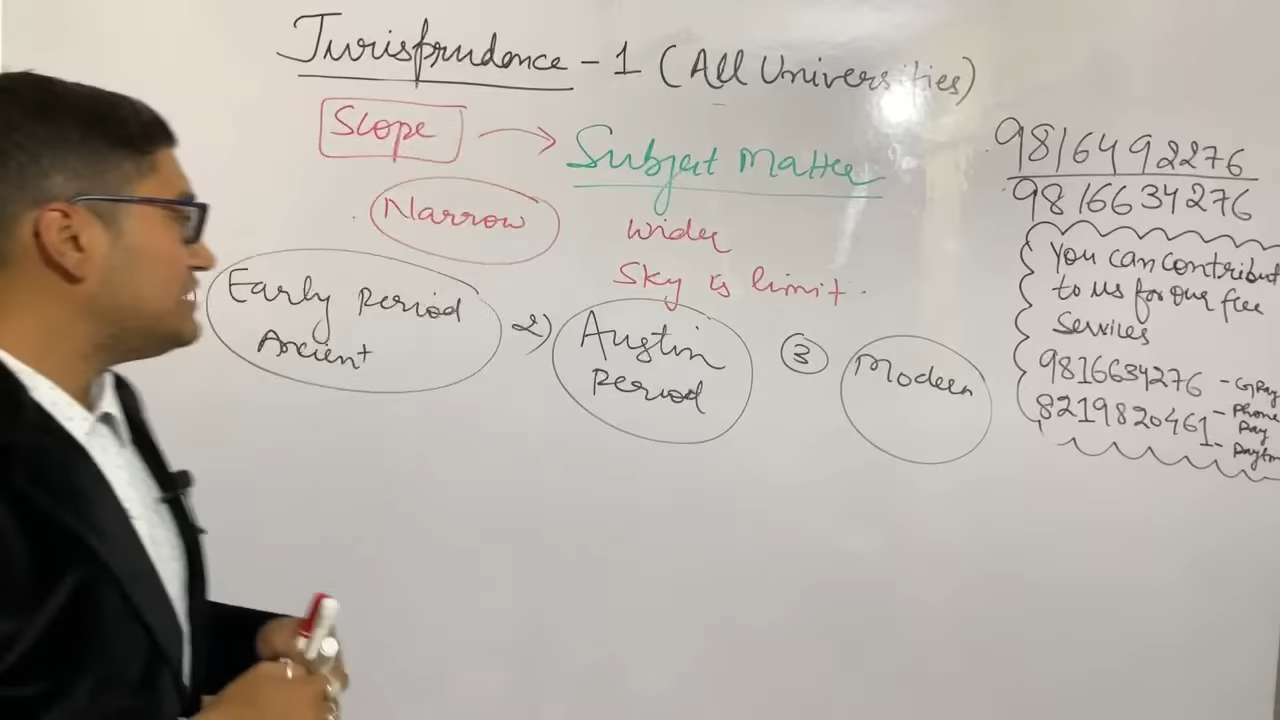 Jurisprudence - 1 (All Universities)
Scope → Subject Matter
Narrow
Wider
Sky is limit.
Early Period
Ancient
2) Austin
Period
3 Modern
9816492276
9816634276
You can contribut
to us for our free
Services
9816634276 - GPay
8219820461 - Phone
Pay
- Paytm